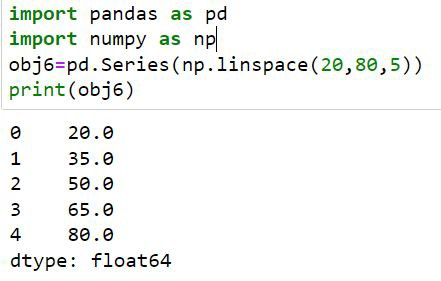 import pandas as pd
import numpy as np
obj6=pd.Series(np.linspace(20,80,5))
print(obj6)
0    20.0
1    35.0
2    50.0
3    65.0
4    80.0
dtype: float64